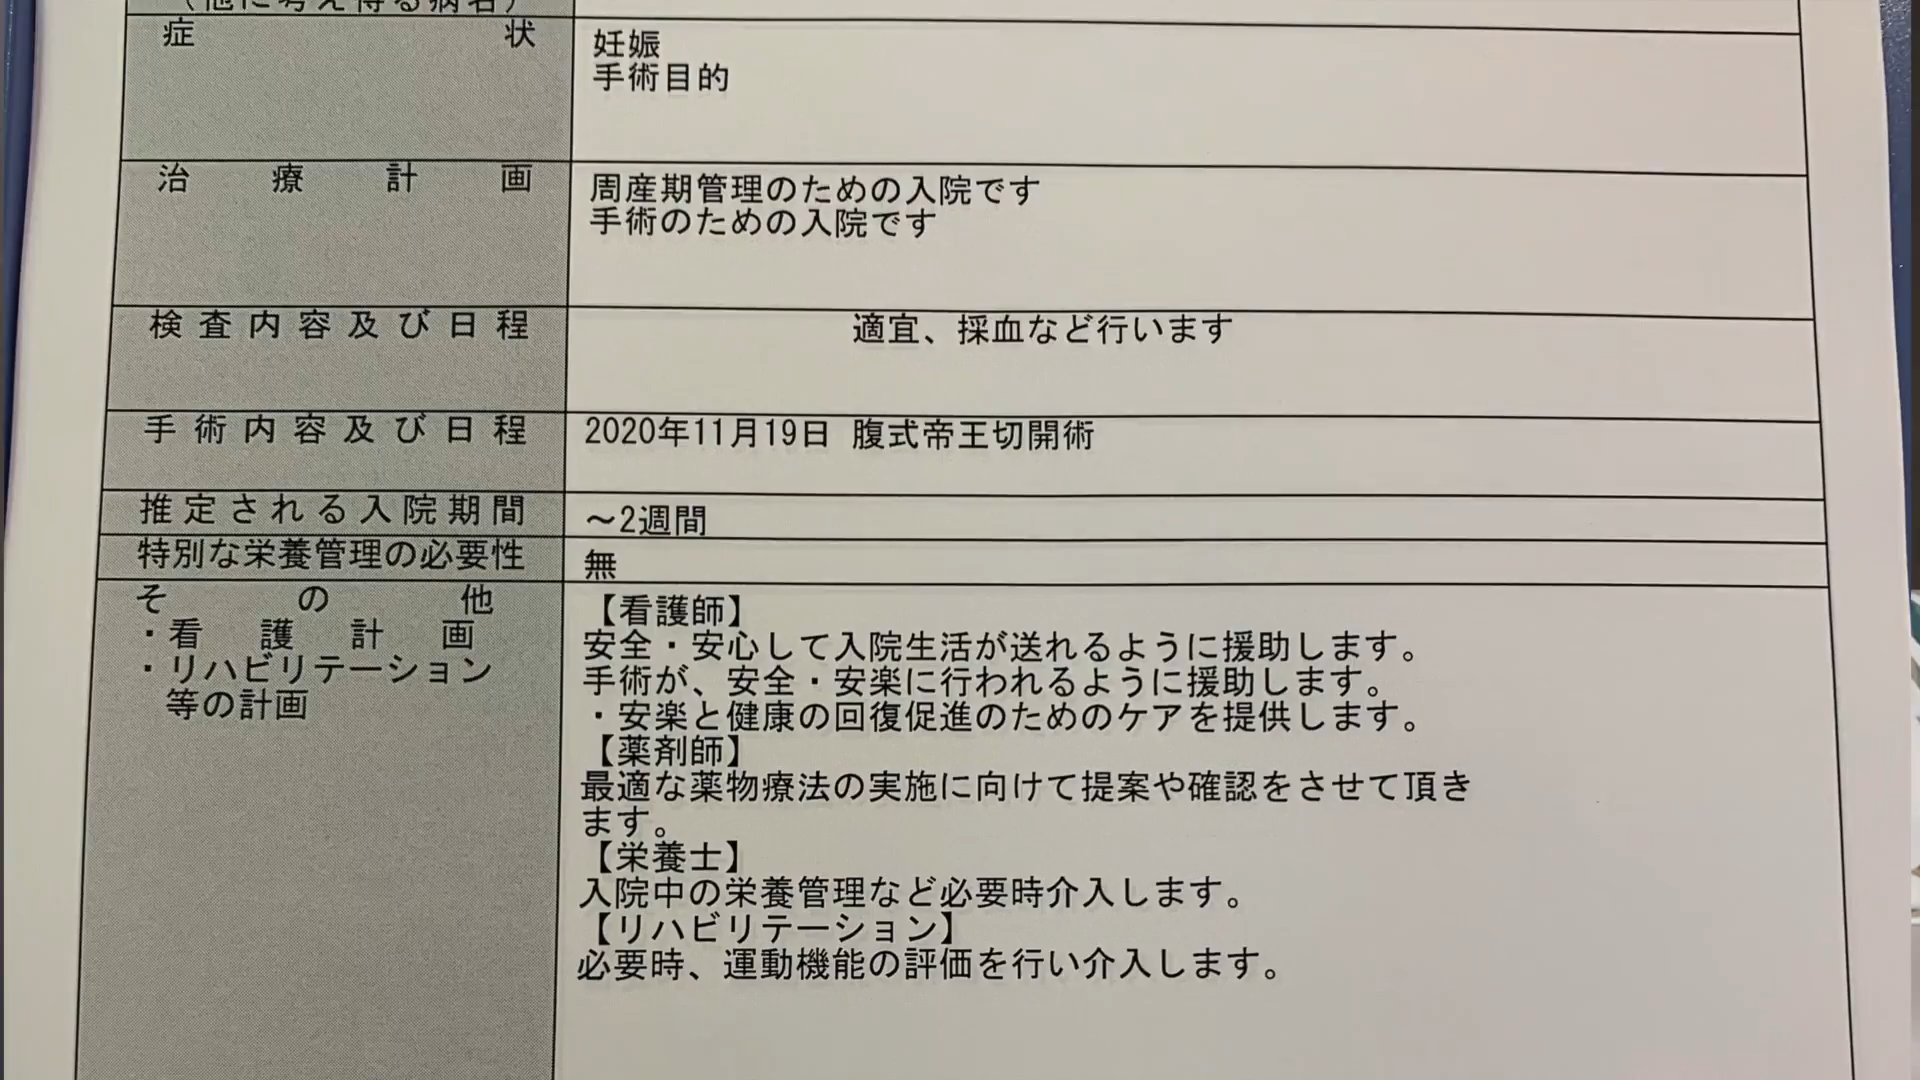 （他に考え得る病名）
症状
妊娠
手術目的
治療計画
周産期管理のための入院です
手術のための入院です
検査内容及び日程
適宜、採血など行います
手術内容及び日程
2020年11月19日 腹式帝王切開術
推定される入院期間
～2週間
特別な栄養管理の必要性
無
その他
・看護計画
・リハビリテーション
等の計画
【看護師】
安全・安心して入院生活が送れるように援助します。
手術が、安全・安楽に行われるように援助します。
・安楽と健康の回復促進のためのケアを提供します。
【薬剤師】
最適な薬物療法の実施に向けて提案や確認をさせて頂き
ます。
【栄養士】
入院中の栄養管理など必要時介入します。
【リハビリテーション】
必要時、運動機能の評価を行い介入します。